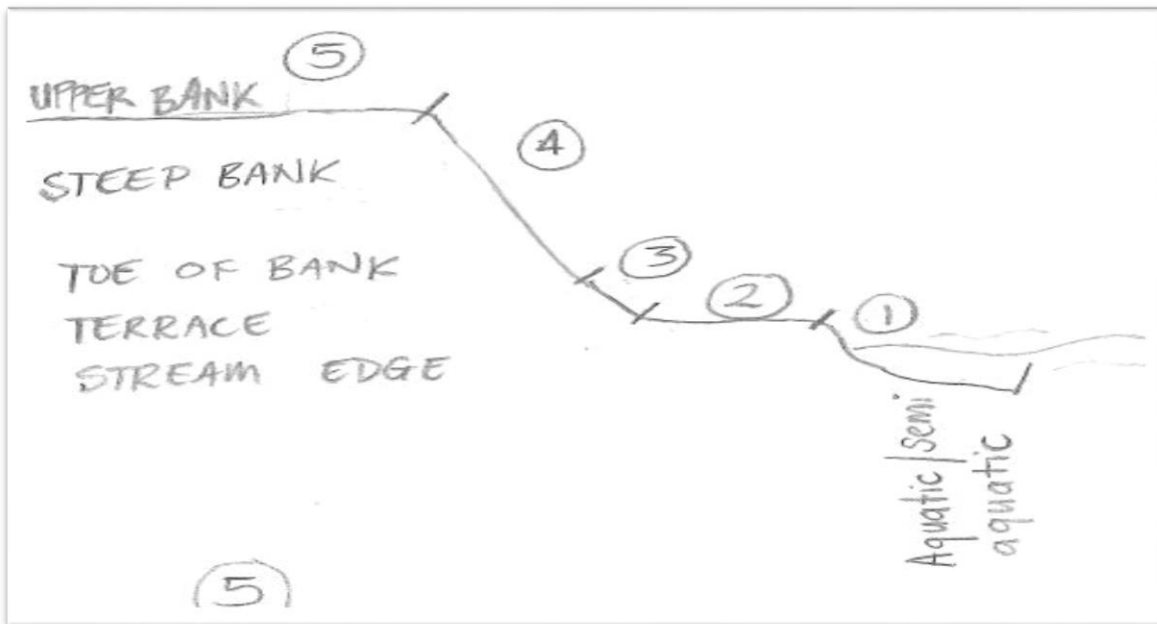 5
UPPER BANK
4
STEEP BANK
3
TOE OF BANK
2
1
TERRACE
STREAM EDGE
Aquatic/semi
aquatic
5